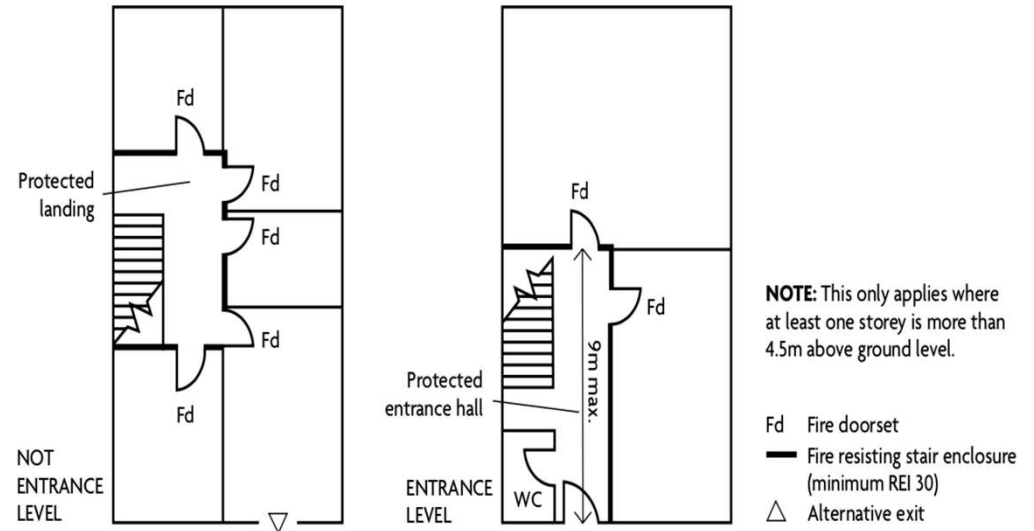 Fd
Protected
landing
Fd
Fd
Fd
Fd
NOT
ENTRANCE
LEVEL
Fd
Fd
9m max.
Protected
entrance hall
WC
ENTRANCE
LEVEL
NOTE: This only applies where
at least one storey is more than
4.5m above ground level.
Fd Fire doorset
Fire resisting stair enclosure
(minimum REI 30)
Alternative exit